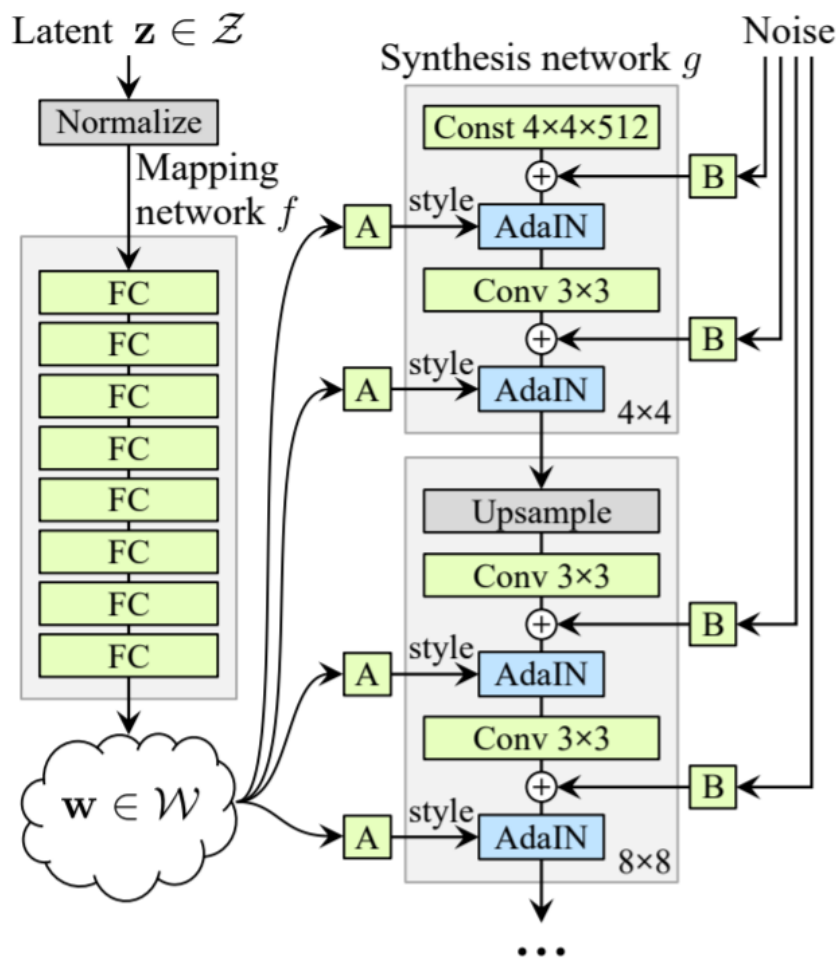 Latent z ∈ 𝒵
Normalize
Mapping
network f
FC
FC
FC
FC
FC
FC
FC
FC
w ∈ 𝒲
Synthesis network g
Noise
Const 4×4×512
B
A
style
AdaIN
Conv 3×3
B
A
style
AdaIN
4×4
Upsample
Conv 3×3
B
A
style
AdaIN
Conv 3×3
B
A
style
AdaIN
8×8
...